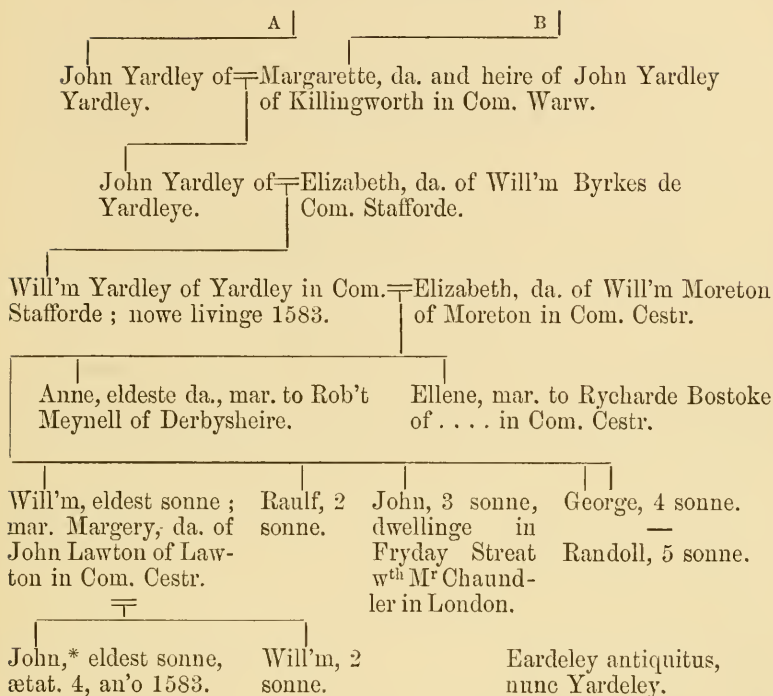 A B
John Yardley of Margarette, da. and heire of John Yardley
Yardley. of Killingworth in Com. Warw.
John Yardley of Elizabeth, da. of Will'm Byrkes de
Yardleye. Com. Stafforde.
Will'm Yardley of Yardley in Com. Elizabeth, da. of Will'm Moreton
Stafforde ; nowe livinge 1583. of Moreton in Com. Cestr.
Anne, eldeste da., mar. to Rob't
Meynell of Derbysheire.
Ellene, mar. to Rycharde Bostoke
of . . . . in Com. Cestr.
Will'm, eldest sonne ;
mar. Margery, da. of
John Lawton of Law-
ton in Com. Cestr.
Raulf, 2
sonne.
John, 3 sonne,
dwellinge in
Fryday Streat
wth Mr Chaund-
ler in London.
George, 4 sonne.
—
Randoll, 5 sonne.
John,* eldest sonne,
ætat. 4, an'o 1583.
Will'm, 2
sonne.
Eardeley antiquitus,
nunc Yardeley.